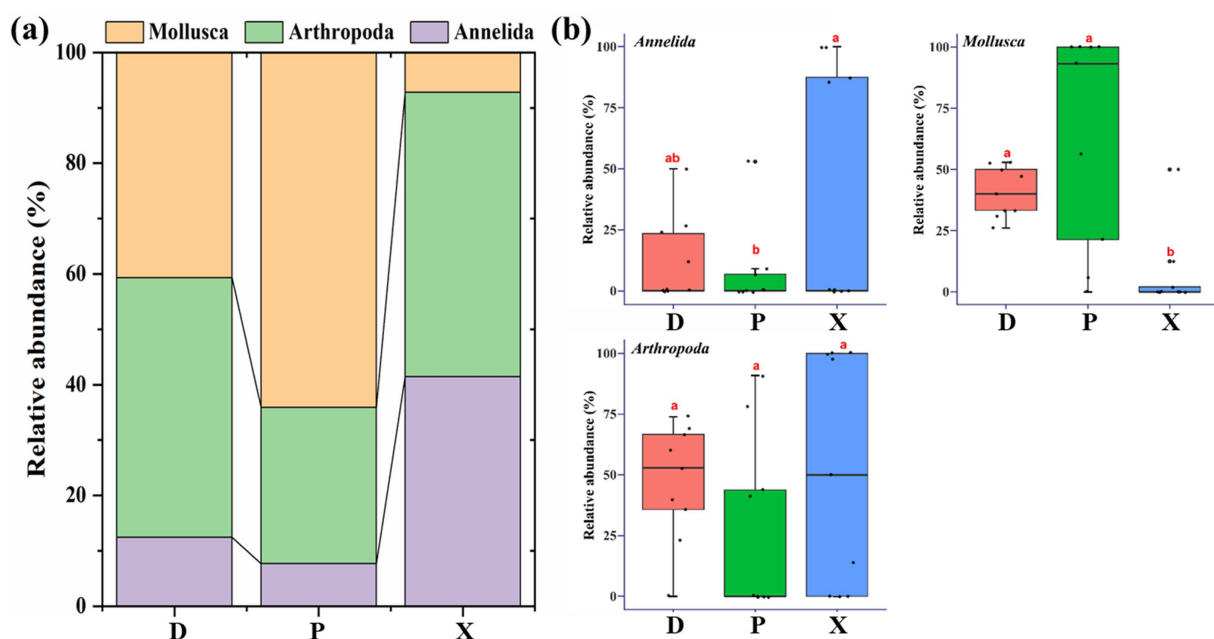 (a)
Mollusca Arthropoda Annelida
Relative abundance (%)
100
80
60
40
20
0
D P X
(b)
Annelida
Relative abundance (%)
100
75
50
25
0
ab
b
a
D P X
Mollusca
Relative abundance (%)
100
75
50
25
0
a
a
b
D P X
Arthropoda
Relative abundance (%)
100
75
50
25
0
a
a
a
D P X